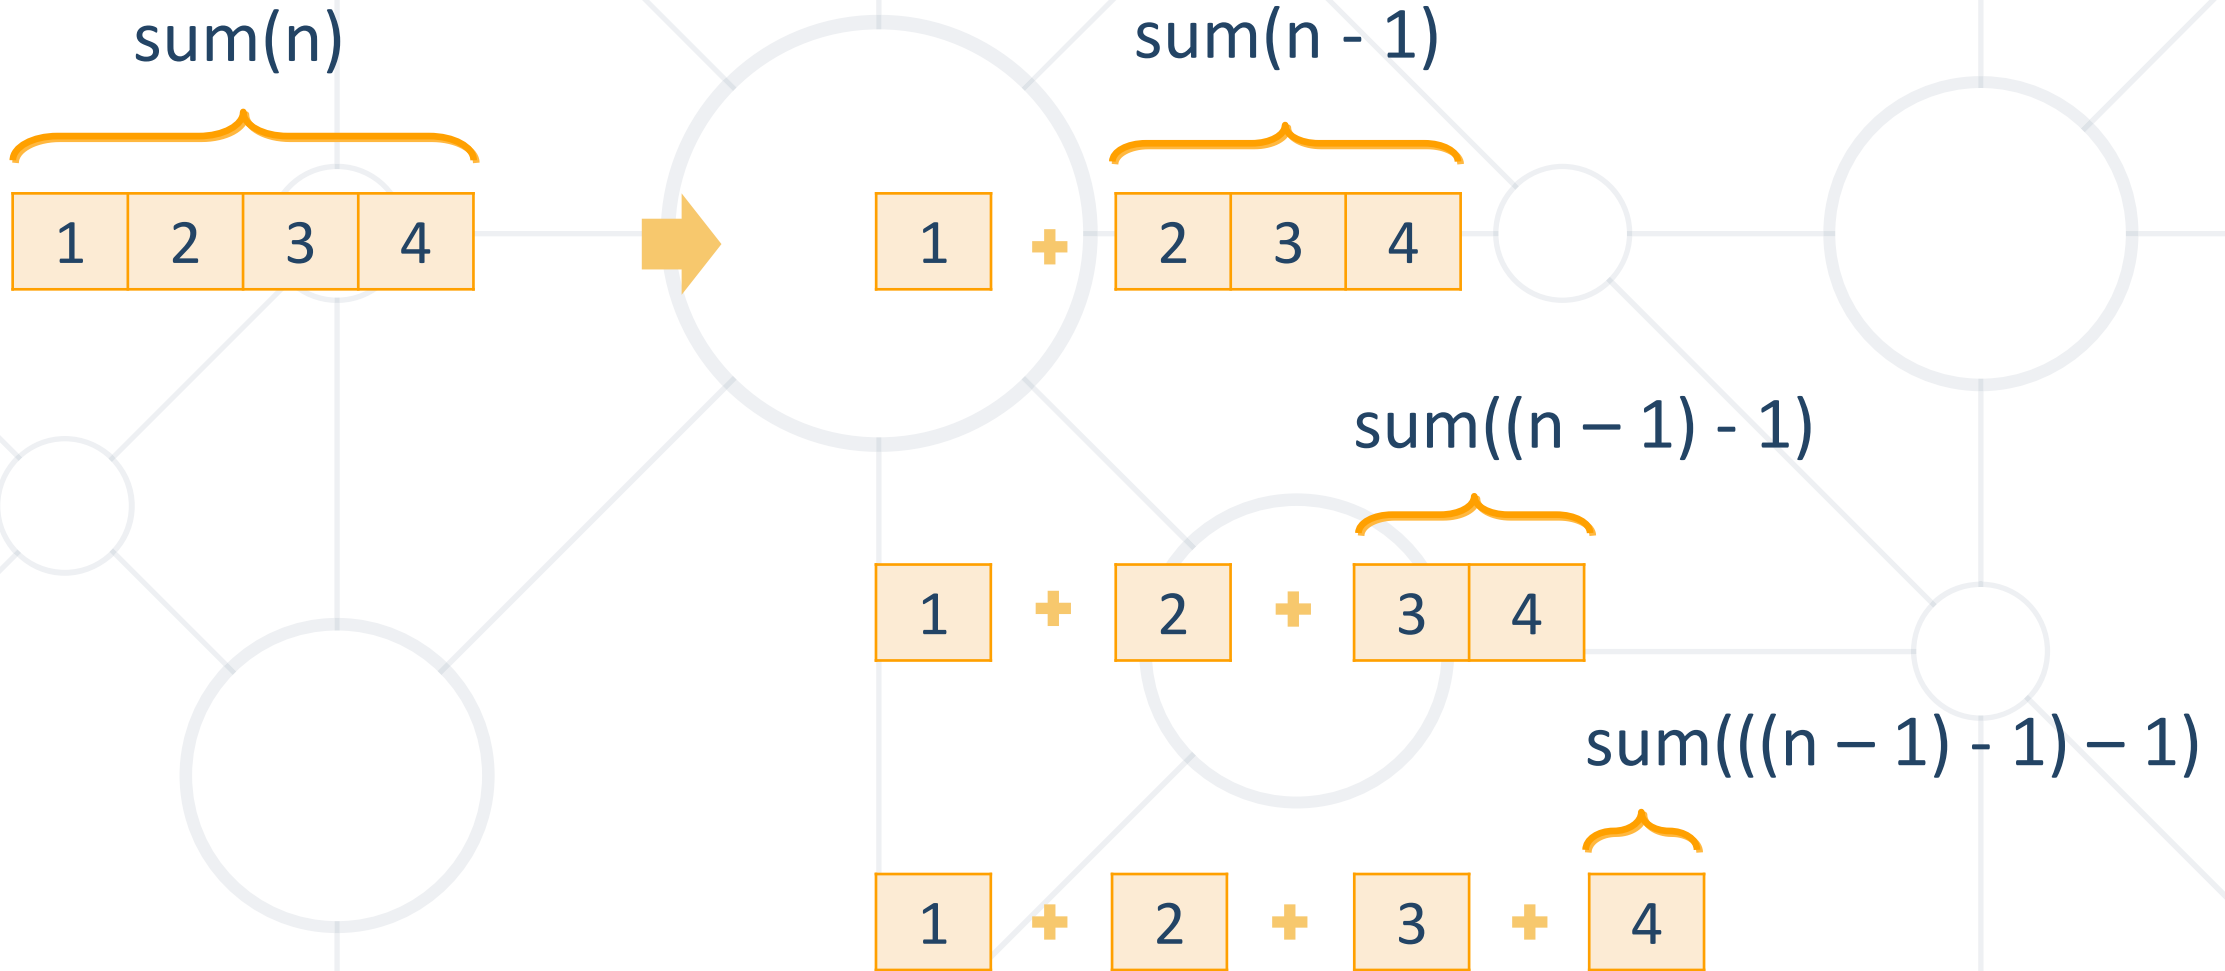 sum(n)
sum(n - 1)
1 2 3 4
1 + 2 3 4
sum((n – 1) - 1)
1 + 2 + 3 4
sum(((n – 1) - 1) – 1)
1 + 2 + 3 + 4